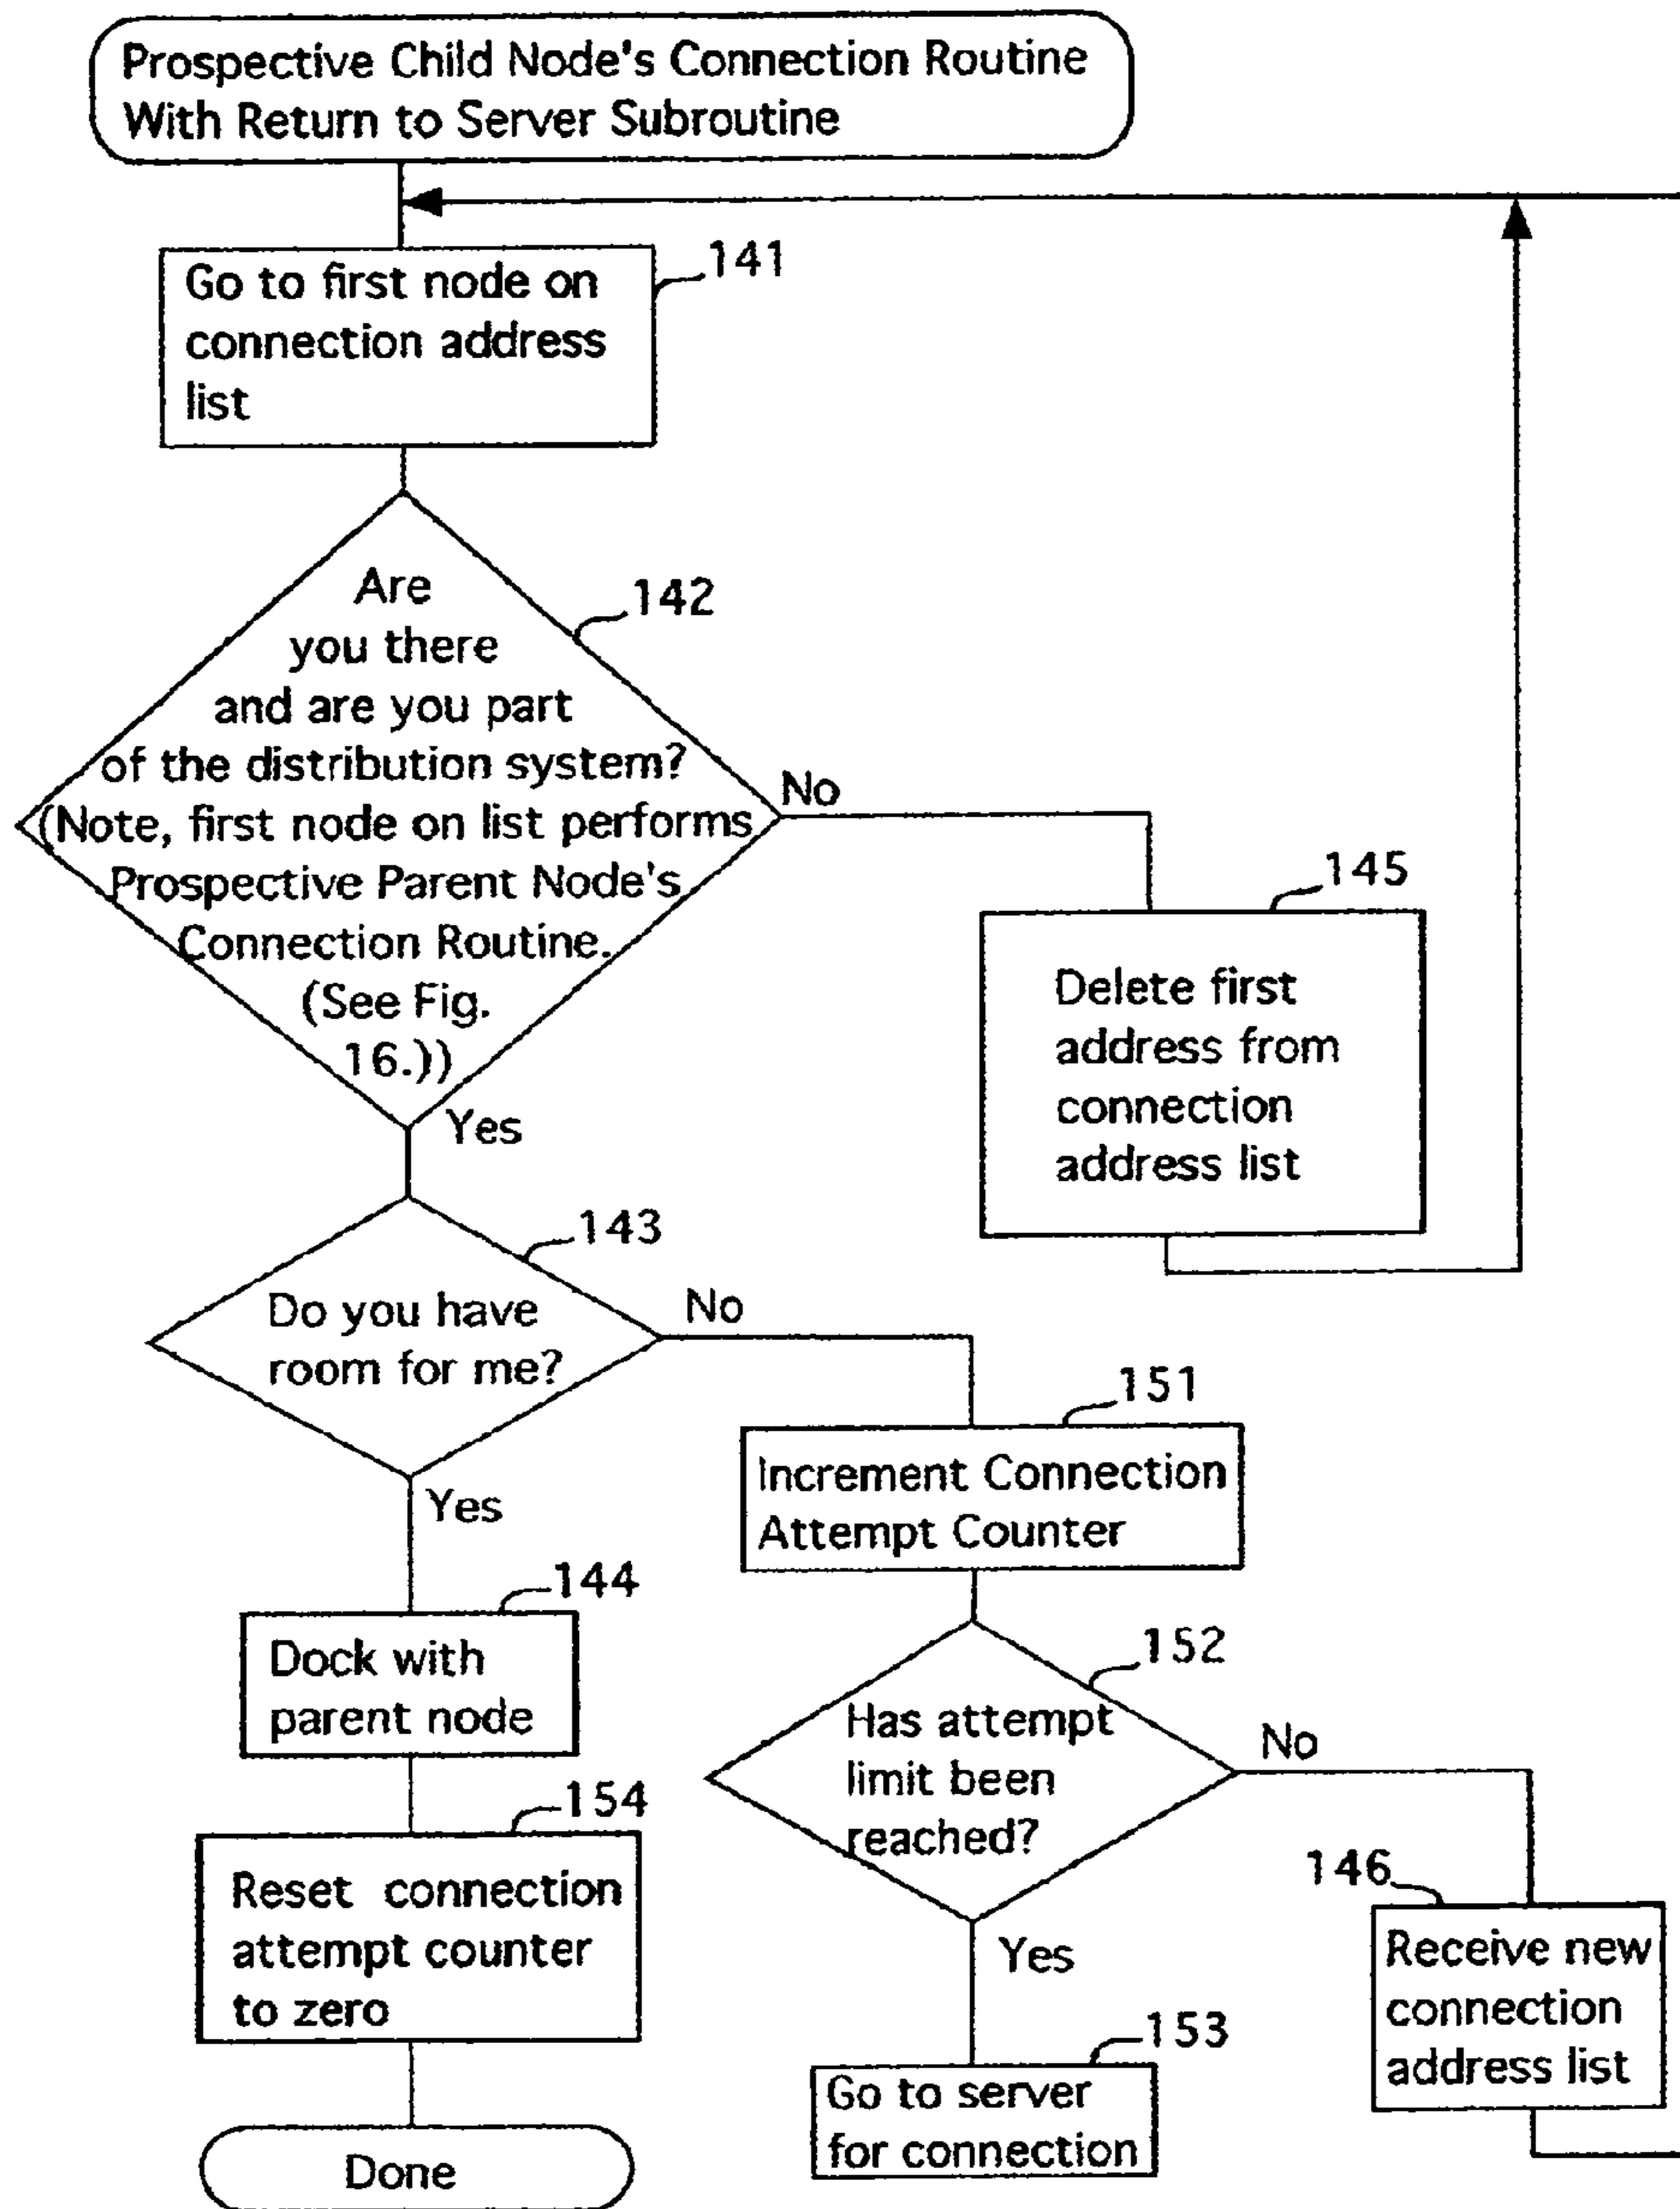 Prospective Child Node's Connection Routine
With Return to Server Subroutine
141
Go to first node on
connection address
list
142
Are
you there
and are you part
of the distribution system?
(Note, first node on list performs
Prospective Parent Node's
Connection Routine.
(See Fig.
16.))
No
Yes
145
Delete first
address from
connection
address list
143
Do you have
room for me?
No
Yes
151
Increment Connection
Attempt Counter
144
Dock with
parent node
152
Has attempt
limit been
reached?
No
Yes
154
Reset connection
attempt counter
to zero
146
Receive new
connection
address list
153
Go to server
for connection
Done